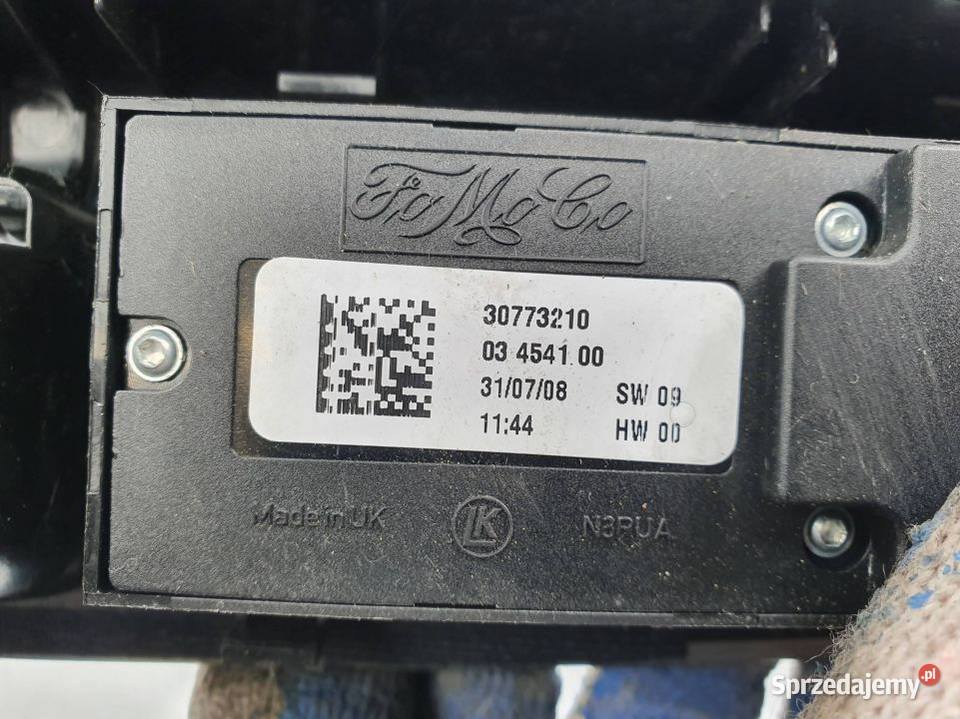 FoMoCo
30773210
03 4541 00
31/07/08 SW 09
11:44 HW 00
Made in UK LK N3PUA
Sprzedajemy.pl